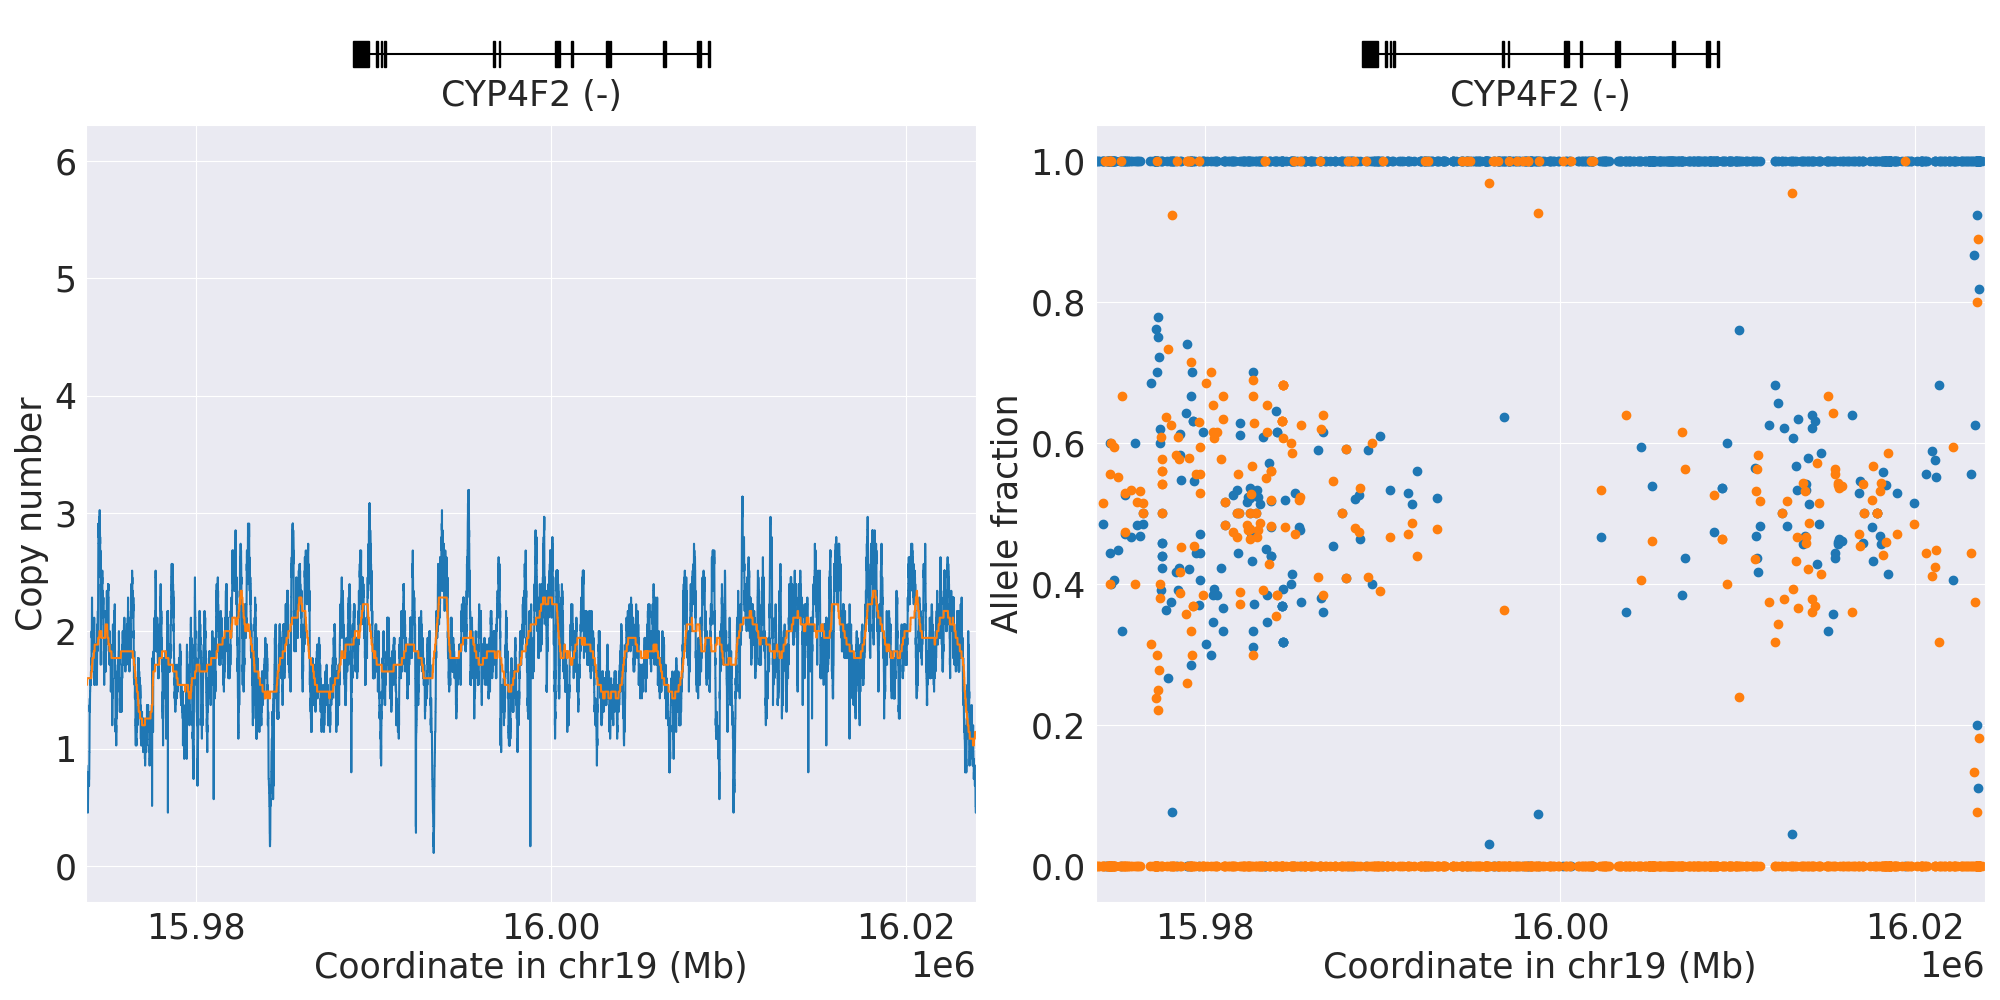 CYP4F2 (-)
6
5
4
3
2
1
0
Copy number
15.98
16.00
16.02
Coordinate in chr19 (Mb)
1e6
CYP4F2 (-)
1.0
0.8
0.6
0.4
0.2
0.0
Allele fraction
15.98
16.00
16.02
Coordinate in chr19 (Mb)
1e6